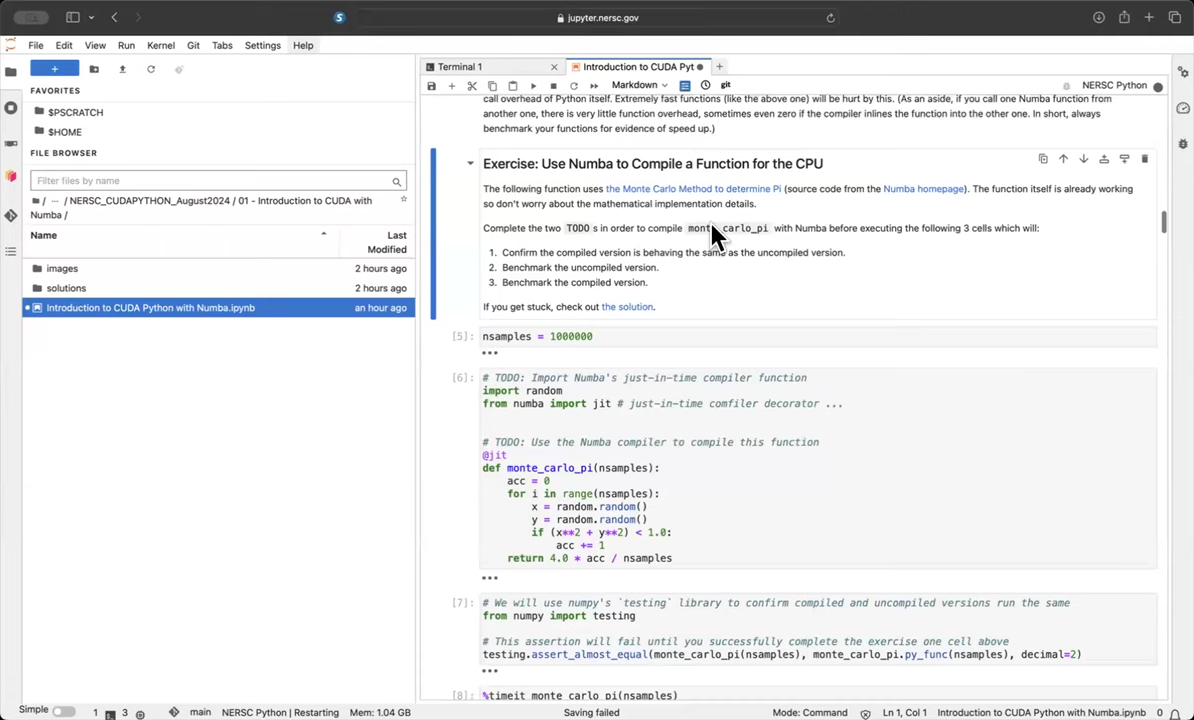 jupyter.nersc.gov
File Edit View Run Kernel Git Tabs Settings Help
FAVORITES
$PSCRATCH
$HOME
FILE BROWSER
Filter files by name
/ ··· / NERSC_CUDAPYTHON_August2024 / 01 - Introduction to CUDA with
Numba /
Name Last
Modified
images 2 hours ago
solutions 2 hours ago
Introduction to CUDA Python with Numba.ipynb an hour ago
Terminal 1
Introduction to CUDA Pyt
Markdown git NERSC Python
call overhead of Python itself. Extremely fast functions (like the above one) will be hurt by this. (As an aside, if you call one Numba function from
another one, there is very little function overhead, sometimes even zero if the compiler inlines the function into the other one. In short, always
benchmark your functions for evidence of speed up.)
Exercise: Use Numba to Compile a Function for the CPU
The following function uses the Monte Carlo Method to determine Pi (source code from the Numba homepage). The function itself is already working
so don't worry about the mathematical implementation details.
Complete the two TODO s in order to compile monte_carlo_pi with Numba before executing the following 3 cells which will:
1. Confirm the compiled version is behaving the same as the uncompiled version.
2. Benchmark the uncompiled version.
3. Benchmark the compiled version.
If you get stuck, check out the solution.
[5]: nsamples = 1000000
[6]: # TODO: Import Numba's just-in-time compiler function
import random
from numba import jit # just-in-time comfiler decorator ...
# TODO: Use the Numba compiler to compile this function
@jit
def monte_carlo_pi(nsamples):
acc = 0
for i in range(nsamples):
x = random.random()
y = random.random()
if (x**2 + y**2) < 1.0:
acc += 1
return 4.0 * acc / nsamples
[7]: # We will use numpy's `testing` library to confirm compiled and uncompiled versions run the same
from numpy import testing
# This assertion will fail until you successfully complete the exercise one cell above
testing.assert_almost_equal(monte_carlo_pi(nsamples), monte_carlo_pi.py_func(nsamples), decimal=2)
[8]: %timeit monte_carlo_pi(nsamples)
Simple 1 3 main NERSC Python | Restarting Mem: 1.04 GB Saving failed Mode: Command Ln 1, Col 1 Introduction to CUDA Python with Numba.ipynb 0